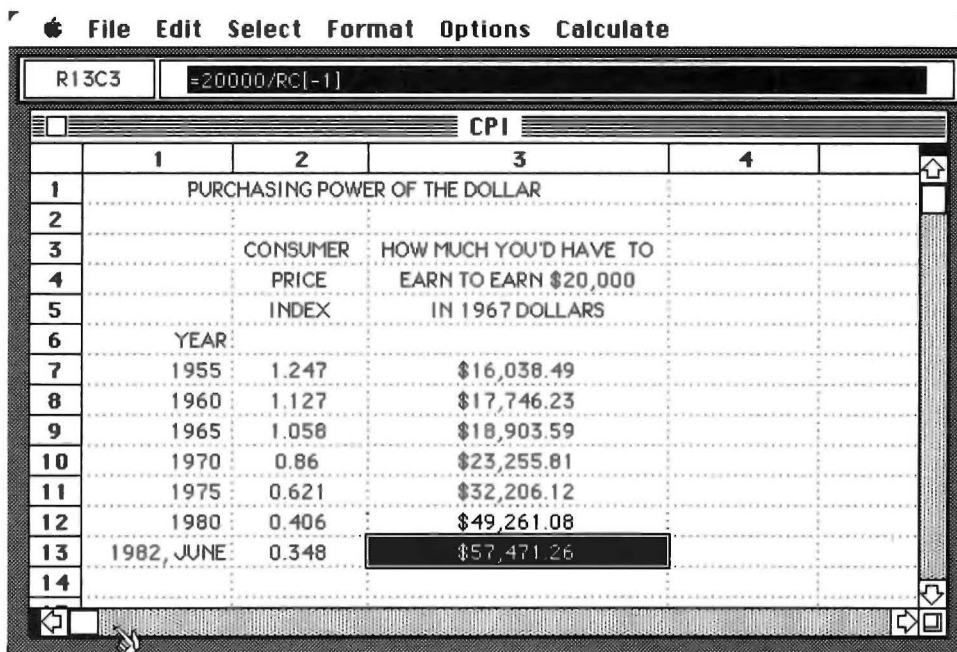 File Edit Select Format Options Calculate
R13C3 =20000/RC[-1]
CPI
1 2 3 4
1 PURCHASING POWER OF THE DOLLAR
2
3 CONSUMER HOW MUCH YOU'D HAVE TO
4 PRICE EARN TO EARN $20,000
5 INDEX IN 1967 DOLLARS
6 YEAR
7 1955 1.247 $16,038.49
8 1960 1.127 $17,746.23
9 1965 1.058 $18,903.59
10 1970 0.86 $23,255.81
11 1975 0.621 $32,206.12
12 1980 0.406 $49,261.08
13 1982, JUNE 0.348 $57,471.26
14